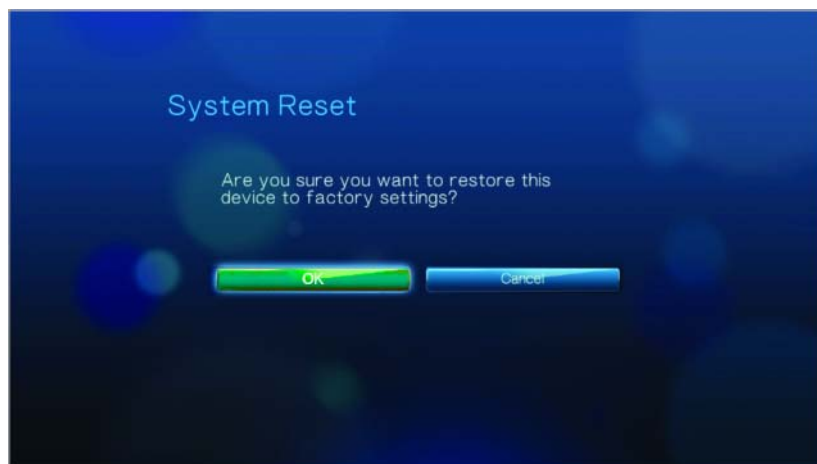 System Reset
Are you sure you want to restore this
device to factory settings?
OK
Cancel